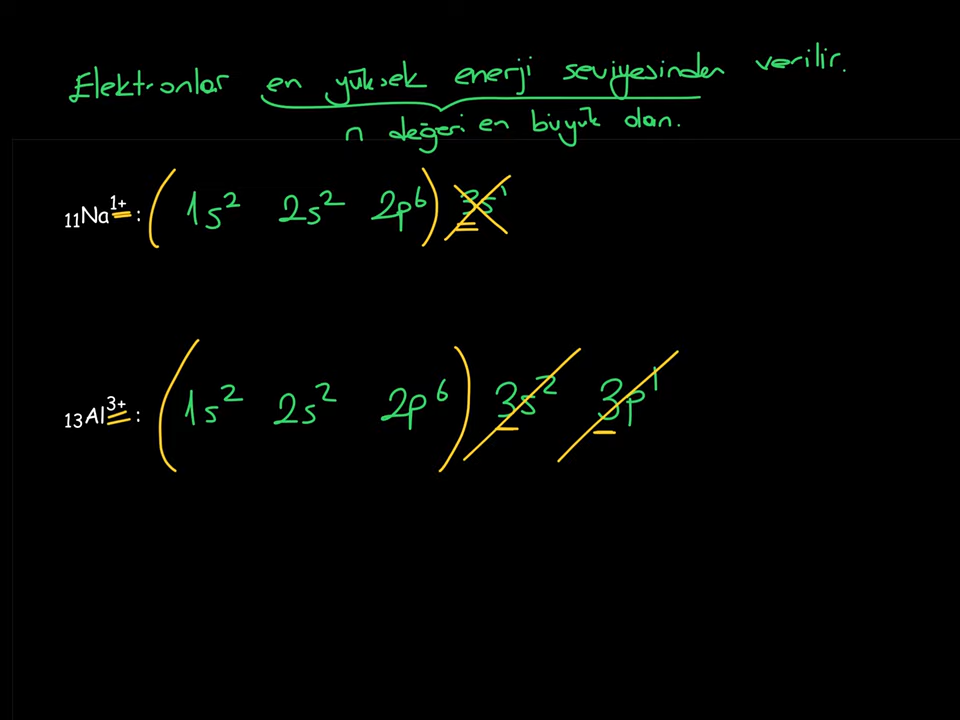 Elektronlar en yüksek enerji seviyesinden verilir.
n değeri en büyük olan.
₁₁Na¹⁺: (1s² 2s² 2p⁶) 3s¹
₁₃Al³⁺: (1s² 2s² 2p⁶) 3s² 3p¹